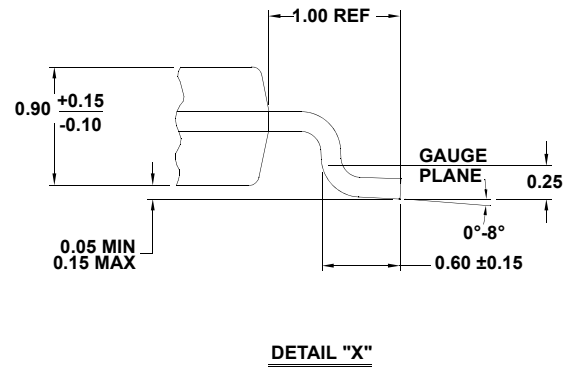 1.00 REF
0.90 +0.15
-0.10
GAUGE
PLANE
0.25
0°-8°
0.05 MIN
0.15 MAX
0.60 ±0.15
DETAIL "X"